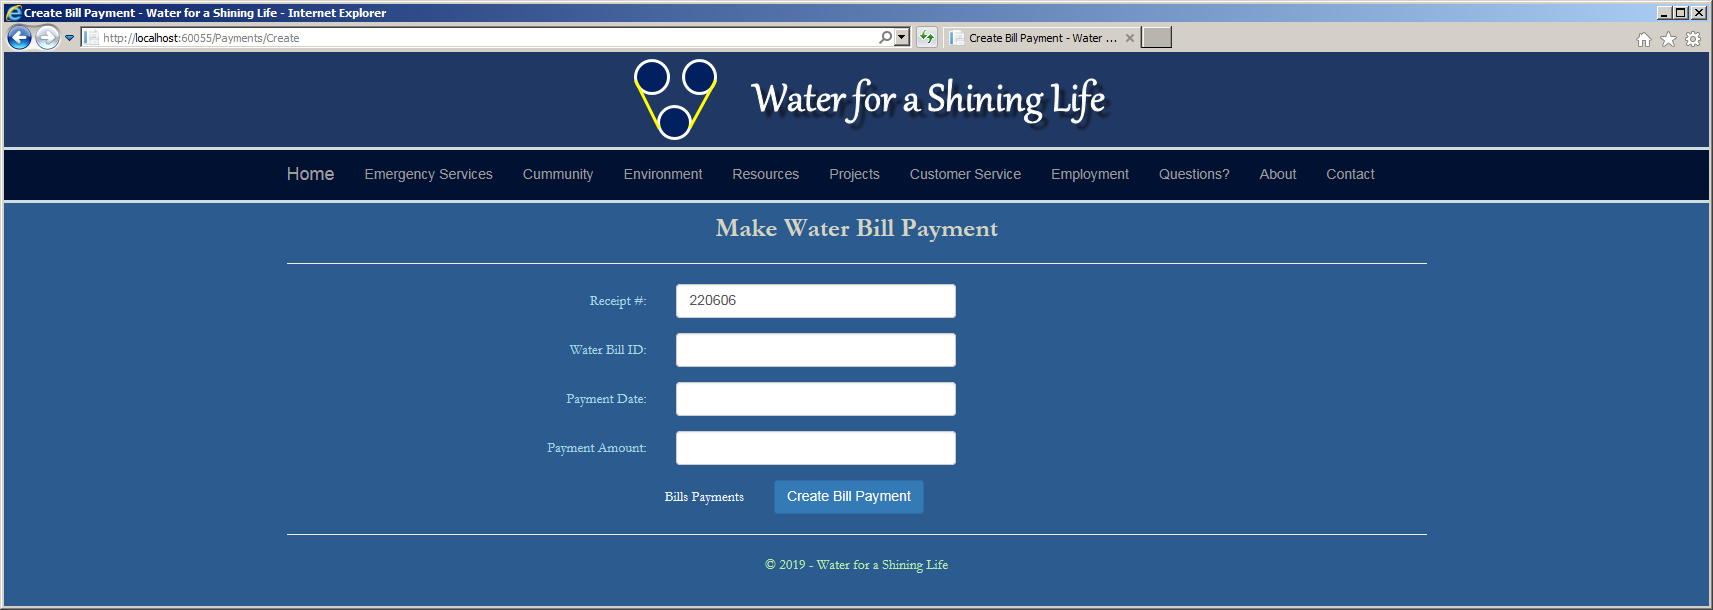 Create Bill Payment - Water for a Shining Life - Internet Explorer
http://localhost:60055/Payments/Create
Create Bill Payment - Water ...
Water for a Shining Life
Home Emergency Services Cummunity Environment Resources Projects Customer Service Employment Questions? About Contact
Make Water Bill Payment
Receipt #: 220606
Water Bill ID:
Payment Date:
Payment Amount:
Bills Payments Create Bill Payment
© 2019 - Water for a Shining Life